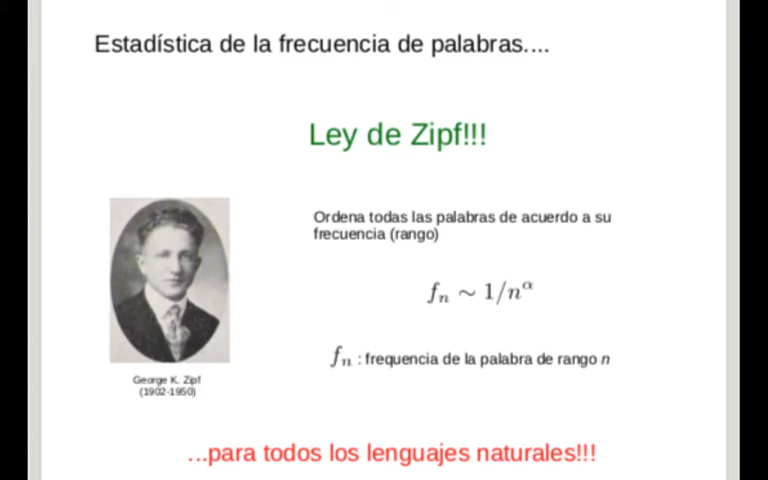 Estadística de la frecuencia de palabras....
Ley de Zipf!!!
Ordena todas las palabras de acuerdo a su
frecuencia (rango)
fₙ ~ 1/n^α
fₙ : frequencia de la palabra de rango n
George K. Zipf
(1902-1950)
...para todos los lenguajes naturales!!!